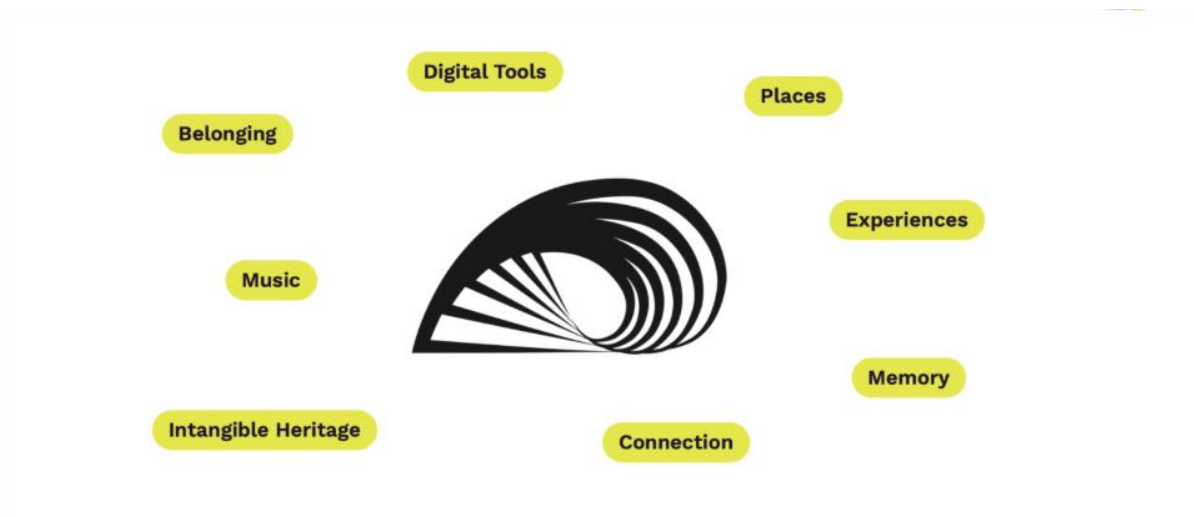 Digital Tools
Places
Belonging
Experiences
Music
Memory
Intangible Heritage
Connection